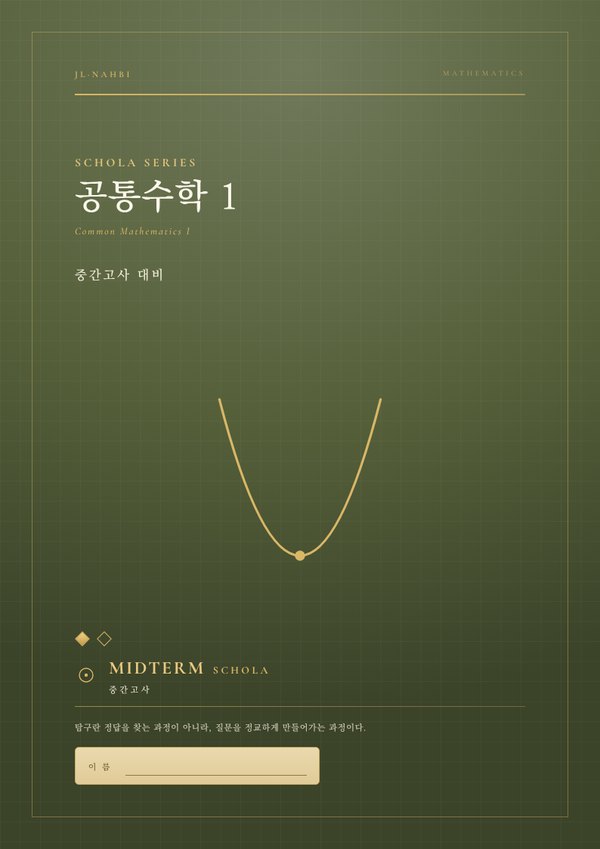 JL·NAHBI
MATHEMATICS
SCHOLA SERIES
공통수학 1
Common Mathematics 1
중간고사 대비
MIDTERM SCHOLA
중간고사
탐구란 정답을 찾는 과정이 아니라, 질문을 정교하게 만들어가는 과정이다.
이 름